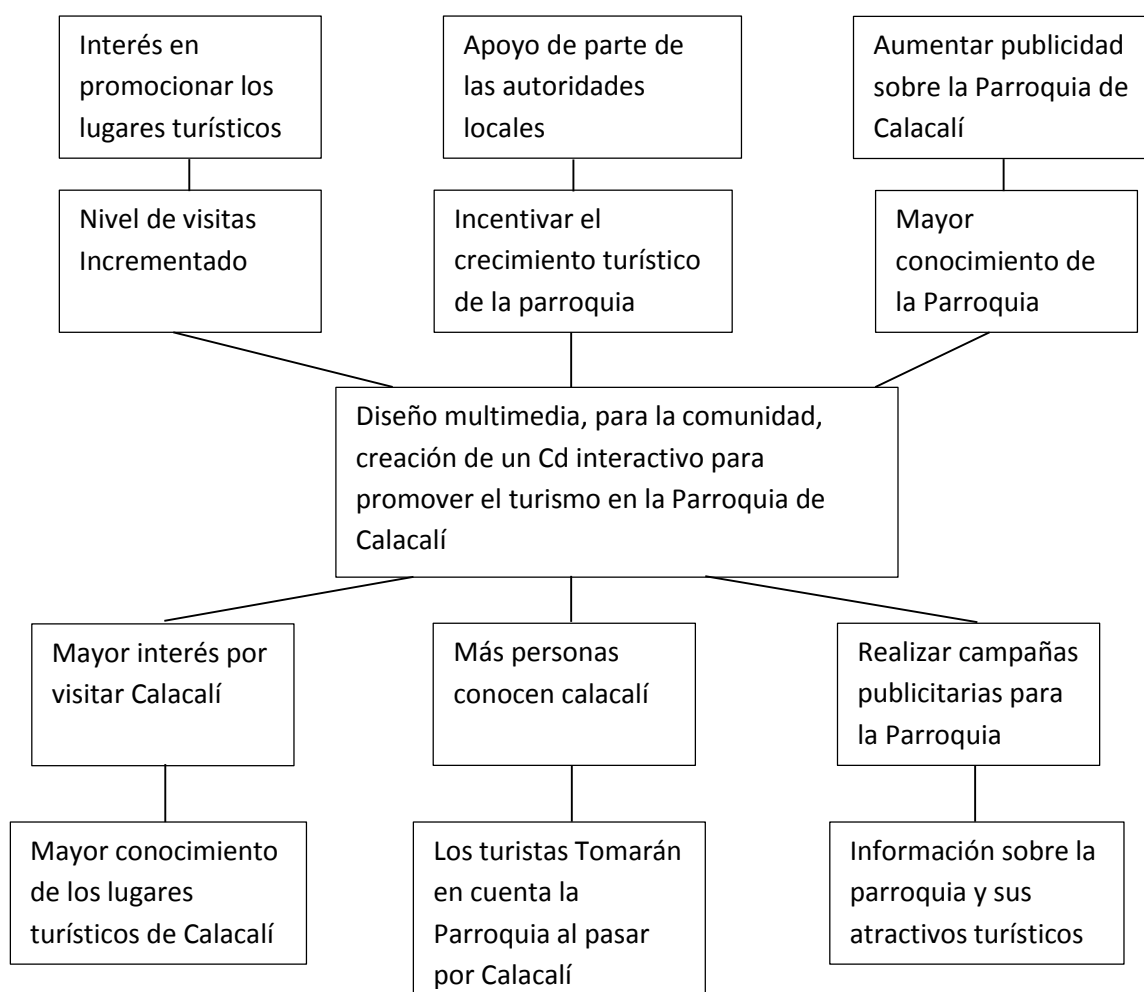 Interés en
promocionar los
lugares turísticos
Apoyo de parte de
las autoridades
locales
Aumentar publicidad
sobre la Parroquia de
Calacalí
Nivel de visitas
Incrementado
Incentivar el
crecimiento turístico
de la parroquia
Mayor
conocimiento de
la Parroquia
Diseño multimedia, para la comunidad,
creación de un Cd interactivo para
promover el turismo en la Parroquia de
Calacalí
Mayor interés por
visitar Calacalí
Más personas
conocen calacalí
Realizar campañas
publicitarias para
la Parroquia
Mayor conocimiento
de los lugares
turísticos de Calacalí
Los turistas Tomarán
en cuenta la
Parroquia al pasar
por Calacalí
Información sobre la
parroquia y sus
atractivos turísticos